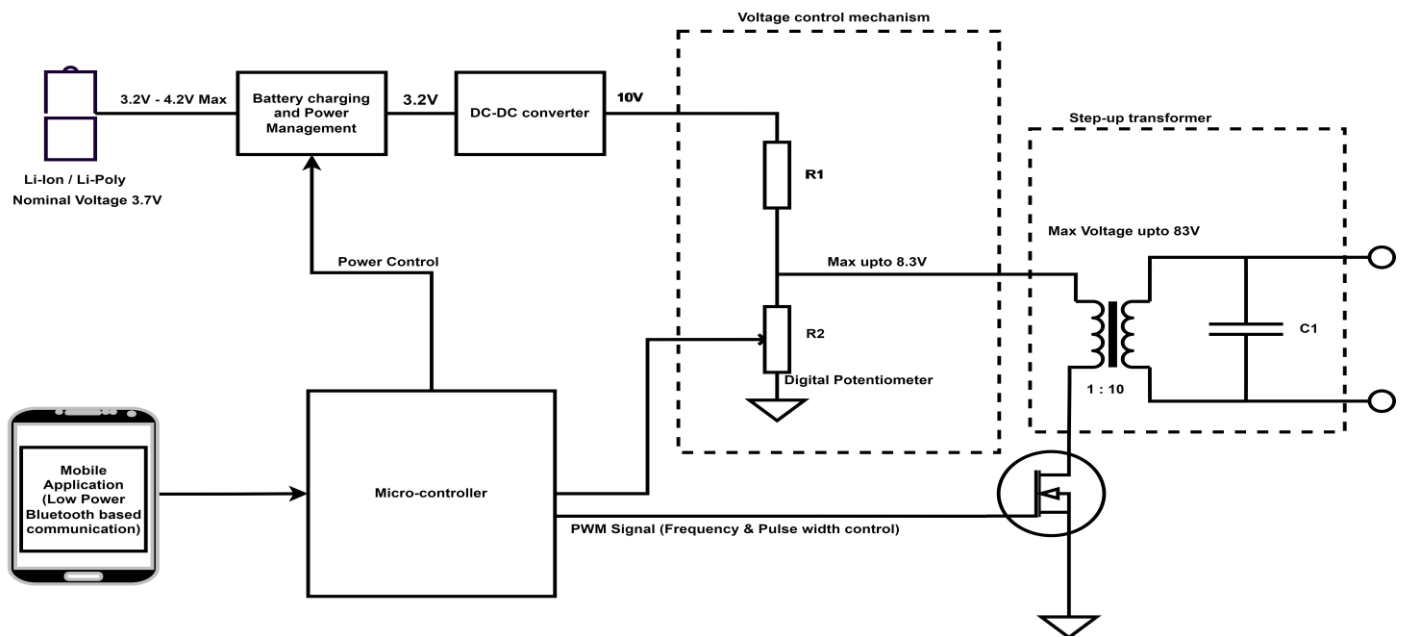 Voltage control mechanism
3.2V - 4.2V Max
Battery charging
and Power
Management
3.2V
DC-DC converter
10V
Step-up transformer
Li-Ion / Li-Poly
Nominal Voltage 3.7V
R1
Max Voltage upto 83V
Power Control
Max upto 8.3V
R2
C1
Digital Potentiometer
1 : 10
Mobile
Application
(Low Power
Bluetooth based
communication)
Micro-controller
PWM Signal (Frequency & Pulse width control)